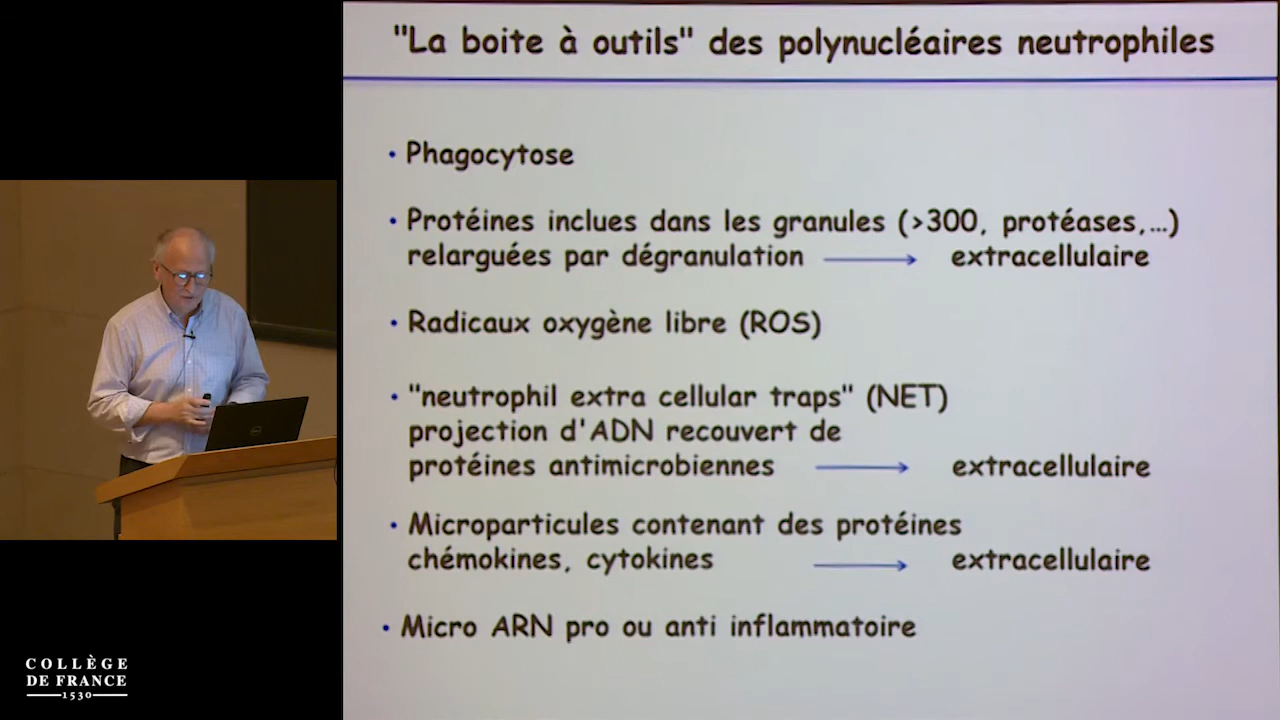 "La boite à outils" des polynucléaires neutrophiles
• Phagocytose
• Protéines inclues dans les granules (>300, protéases,…)
relarguées par dégranulation → extracellulaire
• Radicaux oxygène libre (ROS)
• "neutrophil extra cellular traps" (NET)
projection d'ADN recouvert de
protéines antimicrobiennes → extracellulaire
• Microparticules contenant des protéines
chémokines, cytokines → extracellulaire
• Micro ARN pro ou anti inflammatoire
COLLÈGE
DE FRANCE
1530